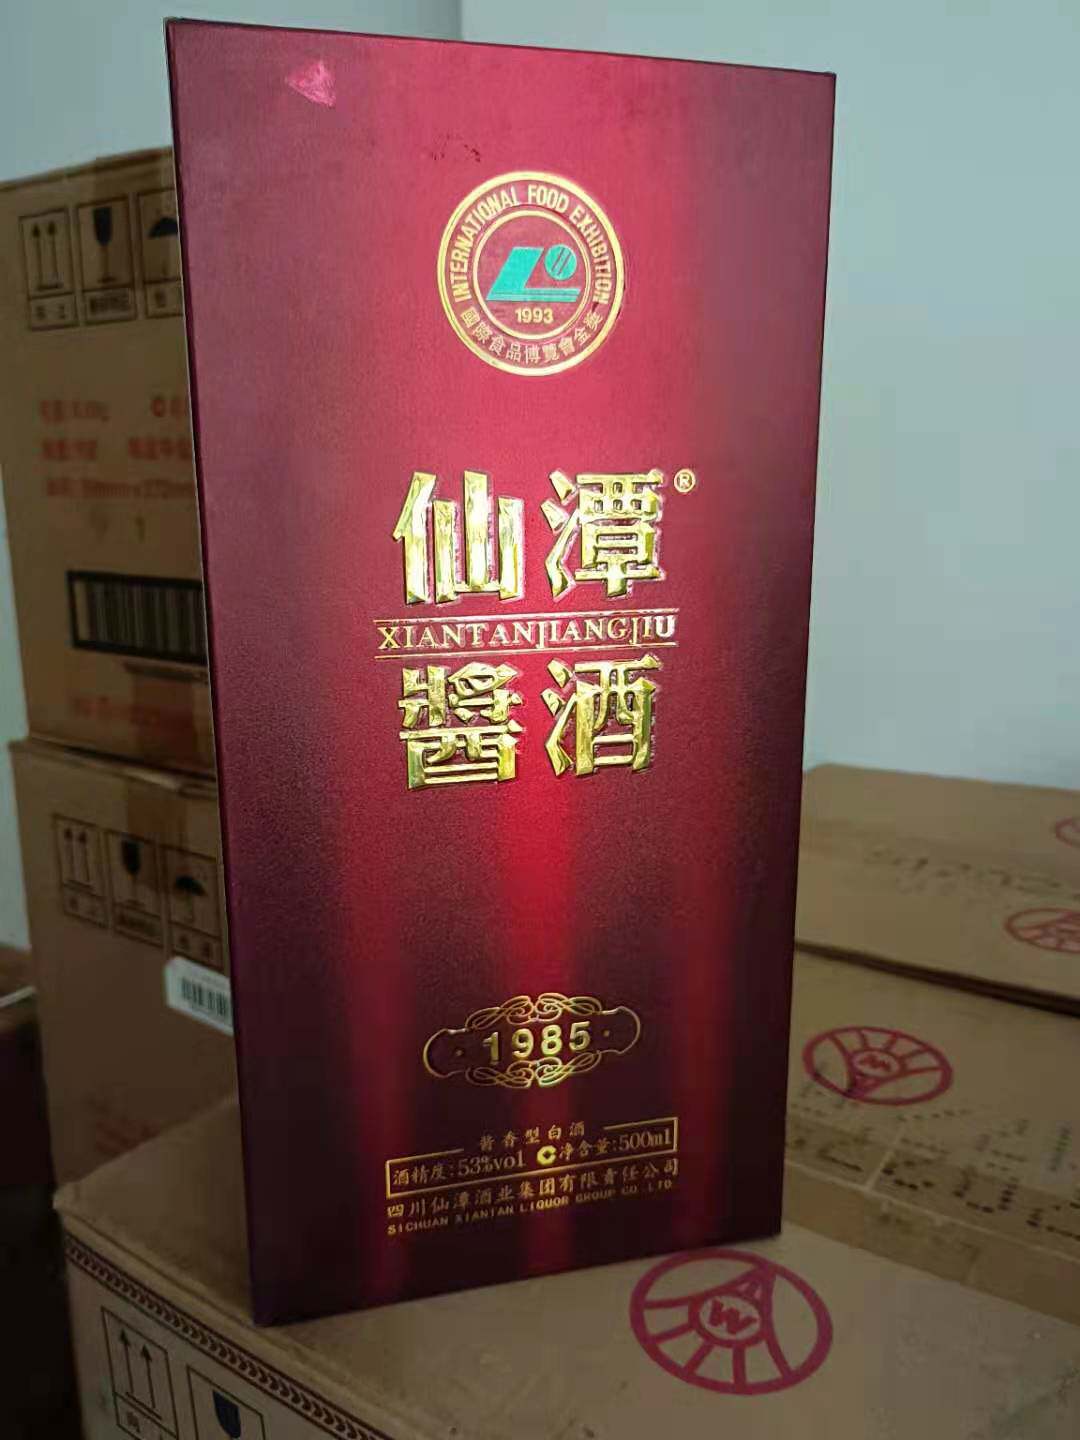 INTERNATIONAL FOOD EXHIBITION
1993
國際食品博覽會金獎
仙潭®
XIANTANJIANGJIU
醬酒
1985
酱香型白酒
酒精度:53%vol 净含量:500ml
四川仙潭酒业集团有限责任公司
SICHUAN XIANTAN LIQUOR GROUP CO.,LTD.